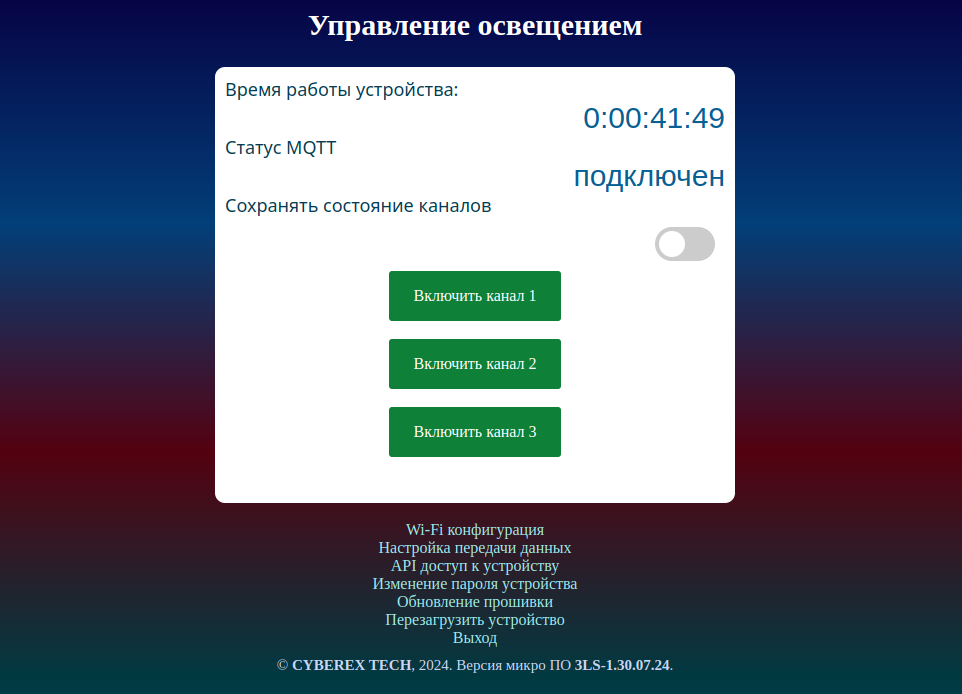 Управление освещением
Время работы устройства:
0:00:41:49
Статус MQTT
подключен
Сохранять состояние каналов
Включить канал 1
Включить канал 2
Включить канал 3
Wi-Fi конфигурация
Настройка передачи данных
API доступ к устройству
Изменение пароля устройства
Обновление прошивки
Перезагрузить устройство
Выход
© CYBEREX TECH, 2024. Версия микро ПО 3LS-1.30.07.24.